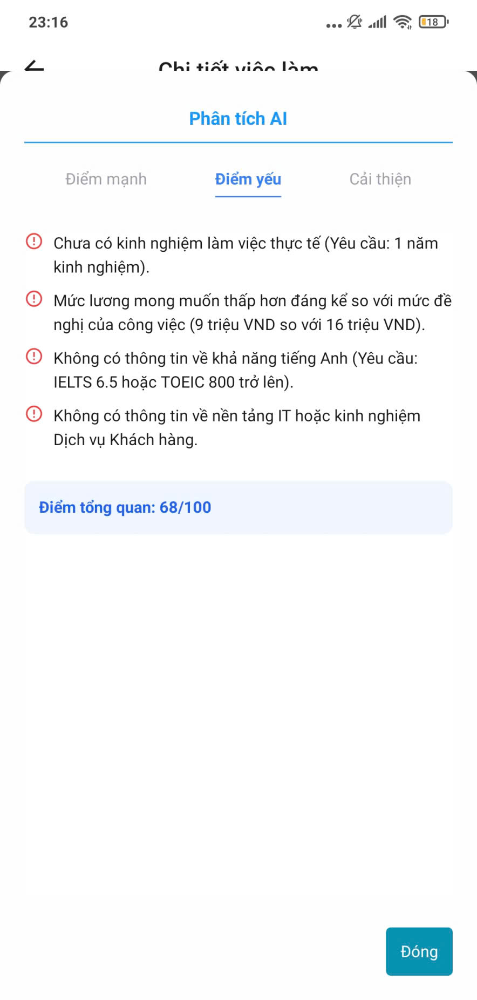 23:16
18
Chi tiết việc làm
Phân tích AI
Điểm mạnh
Điểm yếu
Cải thiện
Chưa có kinh nghiệm làm việc thực tế (Yêu cầu: 1 năm
kinh nghiệm).
Mức lương mong muốn thấp hơn đáng kể so với mức đề
nghị của công việc (9 triệu VND so với 16 triệu VND).
Không có thông tin về khả năng tiếng Anh (Yêu cầu:
IELTS 6.5 hoặc TOEIC 800 trở lên).
Không có thông tin về nền tảng IT hoặc kinh nghiệm
Dịch vụ Khách hàng.
Điểm tổng quan: 68/100
Đóng